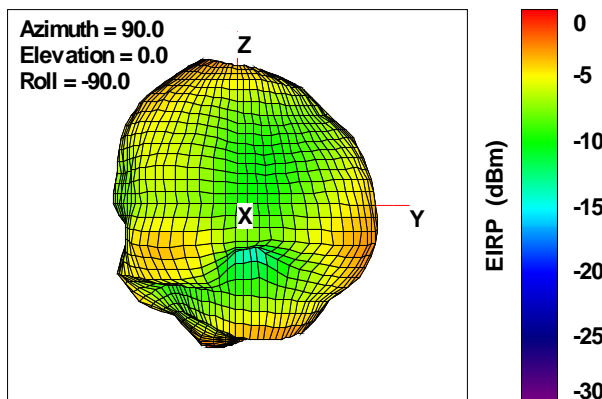 Azimuth = 90.0
Elevation = 0.0
Roll = -90.0
Z
X
Y
EIRP (dBm)
0
-5
-10
-15
-20
-25
-30